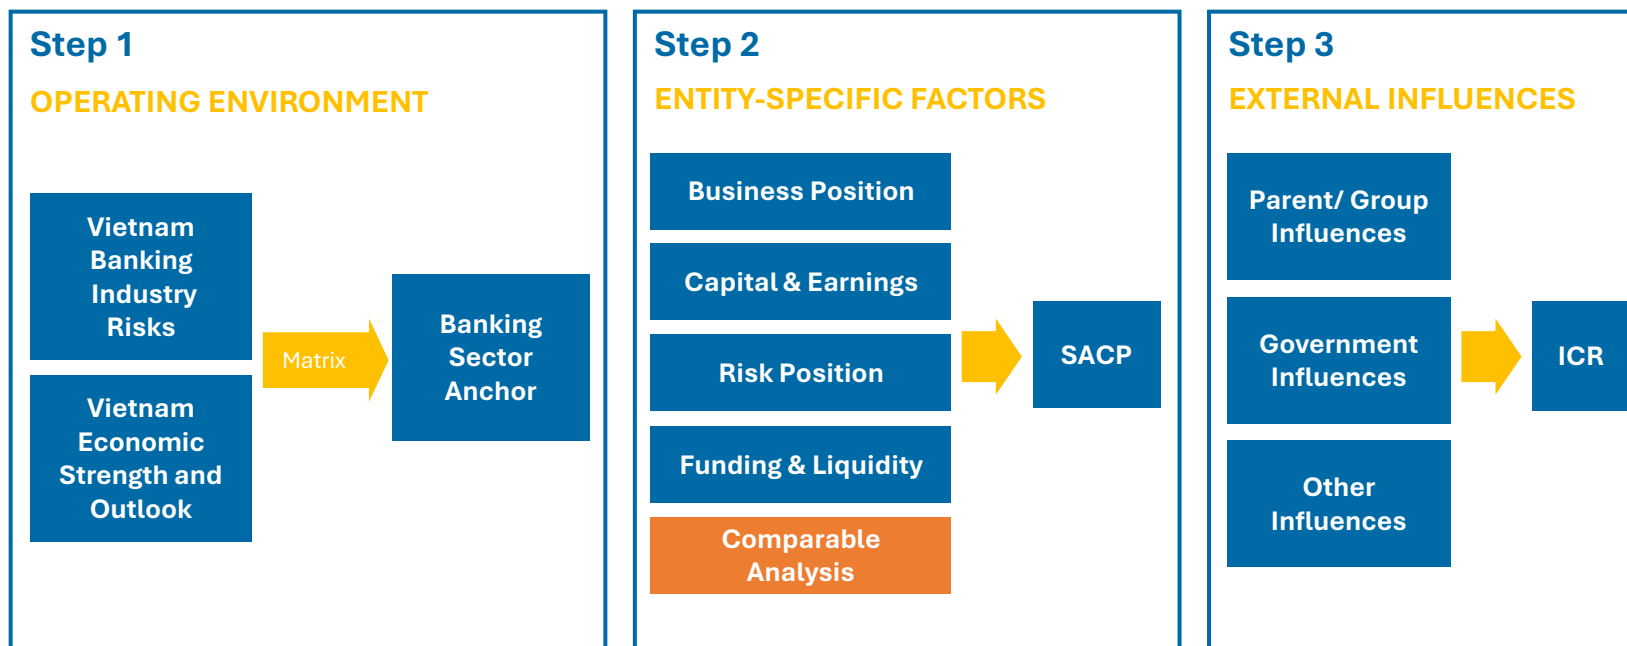 Step 1
OPERATING ENVIRONMENT
Vietnam
Banking
Industry
Risks
Vietnam
Economic
Strength and
Outlook
Matrix
Banking
Sector
Anchor
Step 2
ENTITY-SPECIFIC FACTORS
Business Position
Capital & Earnings
Risk Position
Funding & Liquidity
Comparable
Analysis
SACP
Step 3
EXTERNAL INFLUENCES
Parent/ Group
Influences
Government
Influences
Other
Influences
ICR